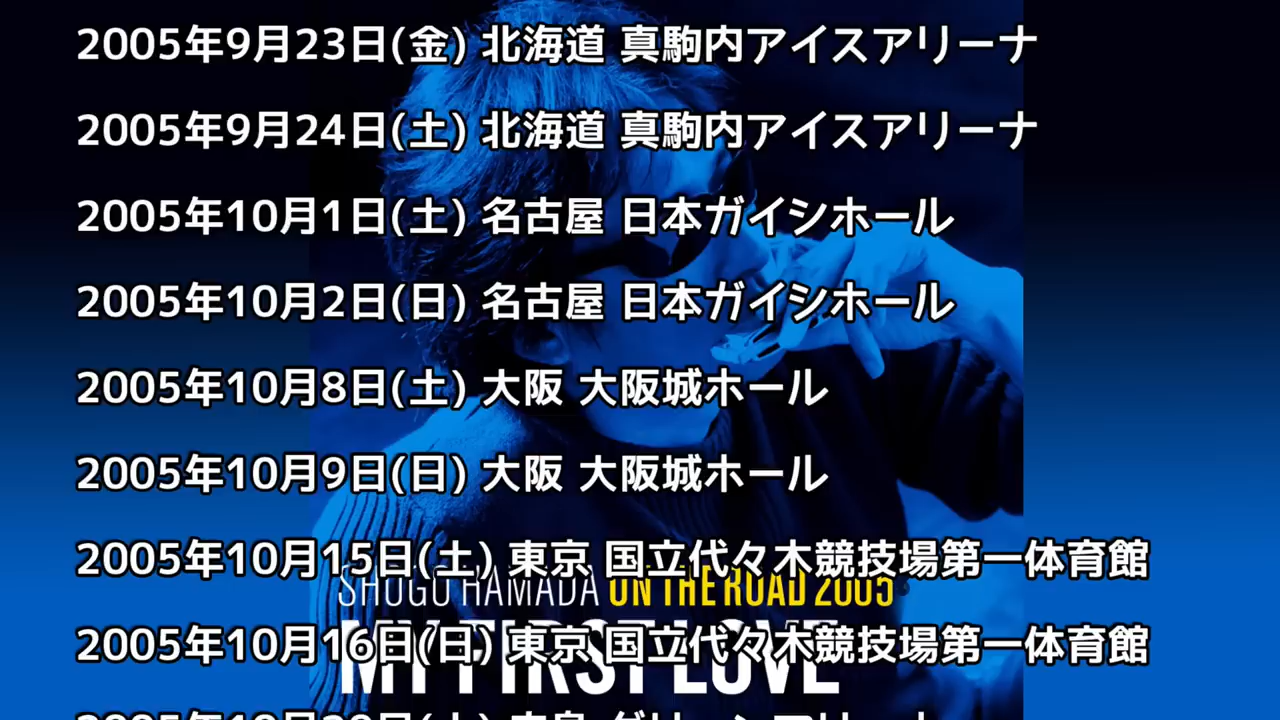 2005年9月23日(金) 北海道 真駒内アイスアリーナ
2005年9月24日(土) 北海道 真駒内アイスアリーナ
2005年10月1日(土) 名古屋 日本ガイシホール
2005年10月2日(日) 名古屋 日本ガイシホール
2005年10月8日(土) 大阪 大阪城ホール
2005年10月9日(日) 大阪 大阪城ホール
2005年10月15日(土) 東京 国立代々木競技場第一体育館
SHOGO HAMADA ON THE ROAD 2005
2005年10月16日(日) 東京 国立代々木競技場第一体育館
MY FIRST LOVE